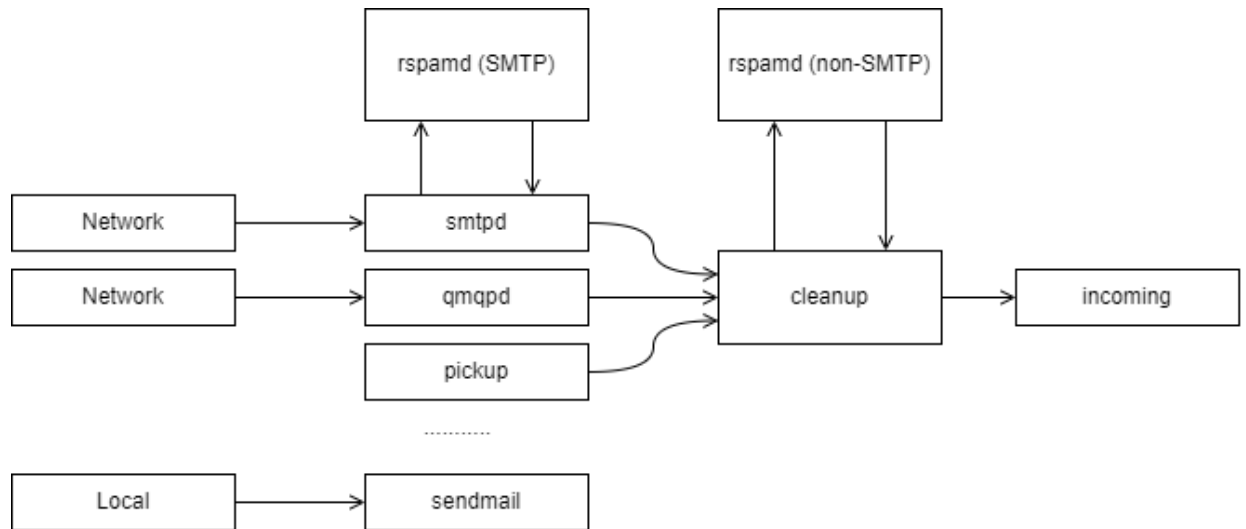 rspamd (SMTP)
rspamd (non-SMTP)
Network
smtpd
Network
qmqpd
cleanup
incoming
pickup
...........
Local
sendmail